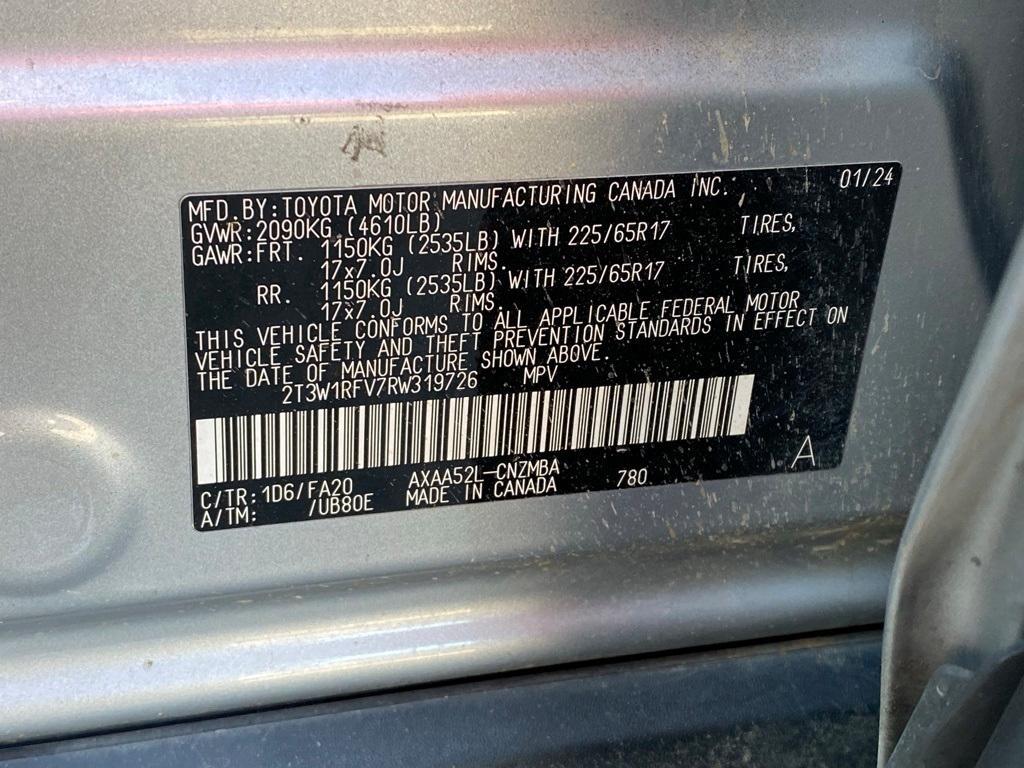 MFD.BY:TOYOTA MOTOR MANUFACTURING CANADA INC. 01/24
GVWR:2090KG (4610LB)
GAWR:FRT. 1150KG (2535LB) WITH 225/65R17 TIRES,
17x7.0J RIMS.
RR. 1150KG (2535LB) WITH 225/65R17 TIRES,
17x7.0J RIMS.
THIS VEHICLE CONFORMS TO ALL APPLICABLE FEDERAL MOTOR
VEHICLE SAFETY AND THEFT PREVENTION STANDARDS IN EFFECT ON
THE DATE OF MANUFACTURE SHOWN ABOVE.
2T3W1RFV7RW319726 MPV
C/TR:1D6/FA20 AXAA52L-CNZMBA 780 A
A/TM: /UB80E MADE IN CANADA